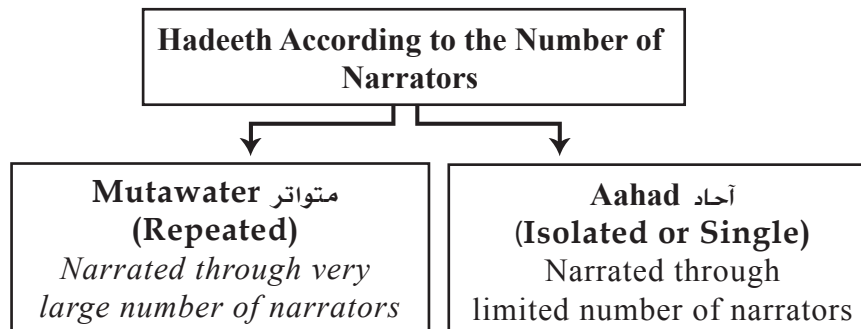 Hadeeth According to the Number of
Narrators
Mutawater متواتر
(Repeated)
Narrated through very
large number of narrators
Aahad آحاد
(Isolated or Single)
Narrated through
limited number of narrators